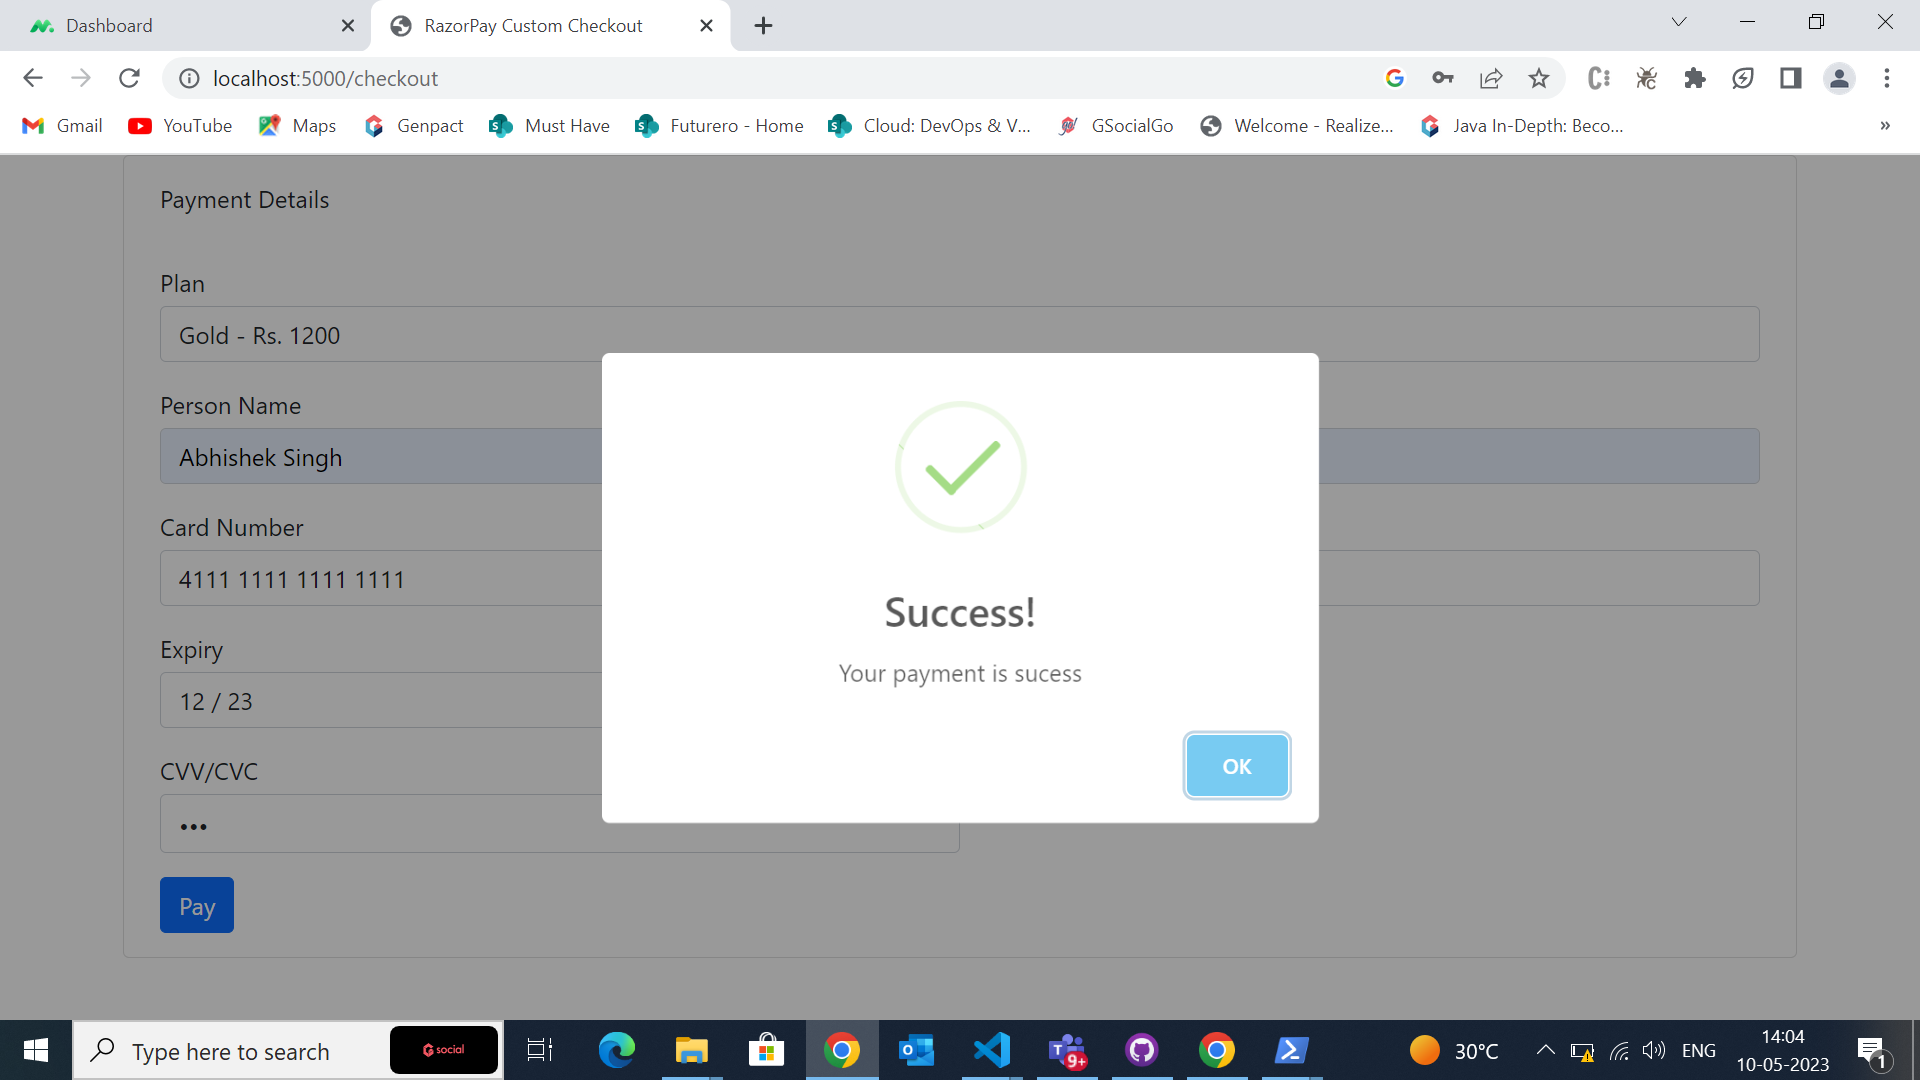 Dashboard
RazorPay Custom Checkout
localhost:5000/checkout
Gmail
YouTube
Maps
Genpact
Must Have
Futurero - Home
Cloud: DevOps & V...
GSocialGo
Welcome - Realize...
Java In-Depth: Beco...
»
Payment Details
Plan
Gold - Rs. 1200
Person Name
Abhishek Singh
Card Number
4111 1111 1111 1111
Expiry
12 / 23
CVV/CVC
•••
Pay
Success!
Your payment is sucess
OK
Type here to search
social
9+
30°C
ENG
14:04
10-05-2023
1